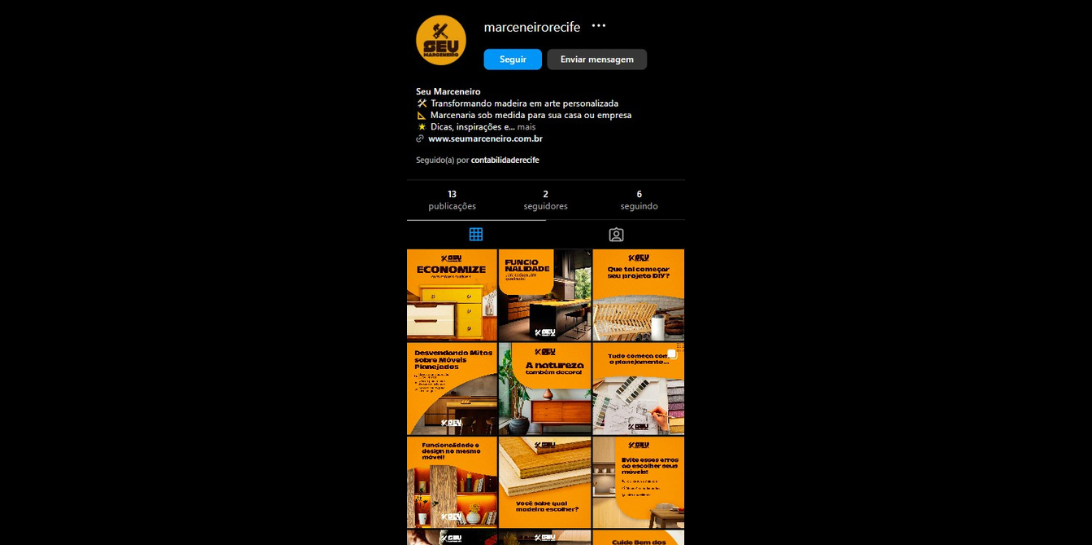 SEU
MARCENEIRO
marceneirorecife
Seguir
Enviar mensagem
Seu Marceneiro
Transformando madeira em arte personalizada
Marcenaria sob medida para sua casa ou empresa
Dicas, inspirações e... mais
www.seumarceneiro.com.br
Seguido(a) por contabilidaderecife
13
publicações
2
seguidores
6
seguindo
SEU
ECONOMIZE
FUNCIO
NALIDADE
SEU
SEU
Que tal começar
seu projeto DIY?
Desvendando Mitos
sobre Móveis
Planejados
SEU
SEU
A natureza
também decora!
Tudo começa com
o planejamento...
SEU
Funcionalidade e
design no mesmo
móvel!
SEU
SEU
Você sabe qual
madeira escolher?
SEU
Evite esses erros
ao escolher seus
móveis!
Cuide Bem dos